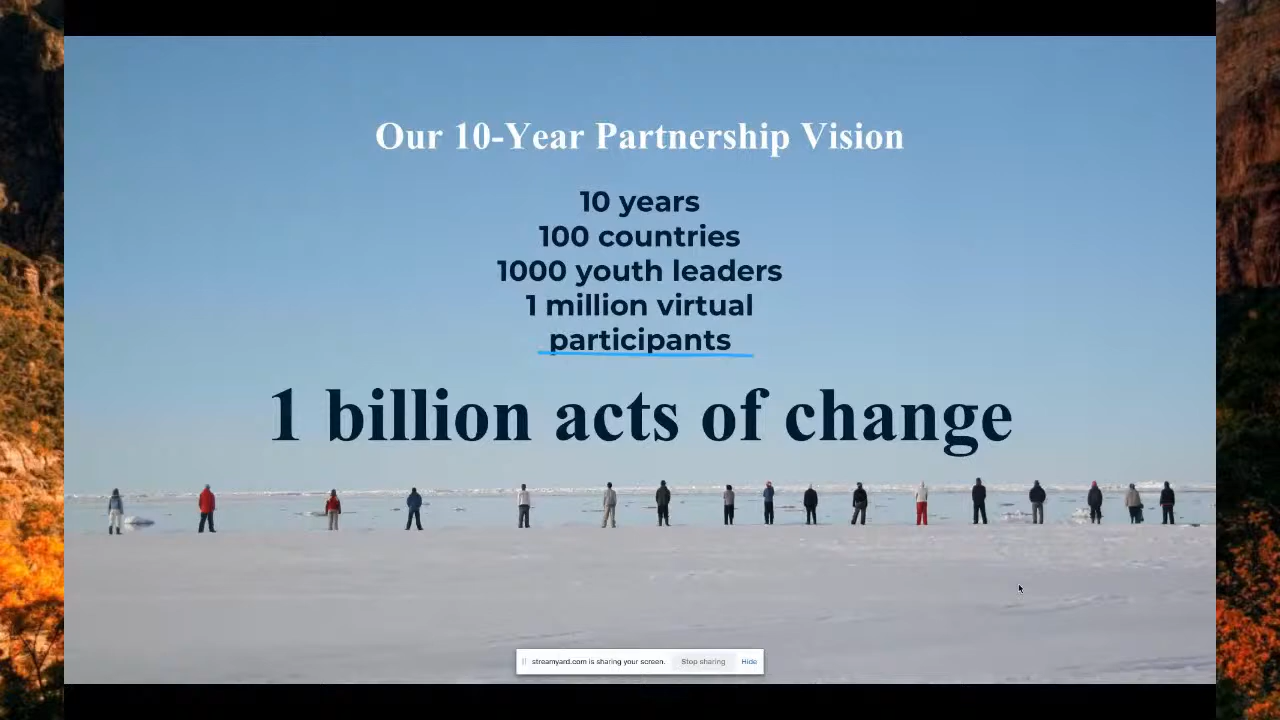 Our 10-Year Partnership Vision
10 years
100 countries
1000 youth leaders
1 million virtual
participants
1 billion acts of change
streamyard.com is sharing your screen. Stop sharing Hide